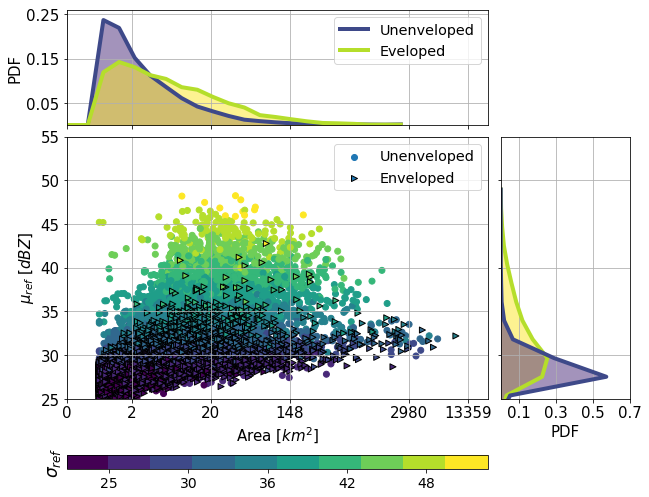 0.25
0.15
0.05
PDF
Unenveloped
Eveloped
55
50
45
40
35
30
25
μref [dBZ]
Unenveloped
Enveloped
0 2 20 148 2980 13359
Area [km²]
0.1 0.3 0.5 0.7
PDF
σref
25 30 36 42 48